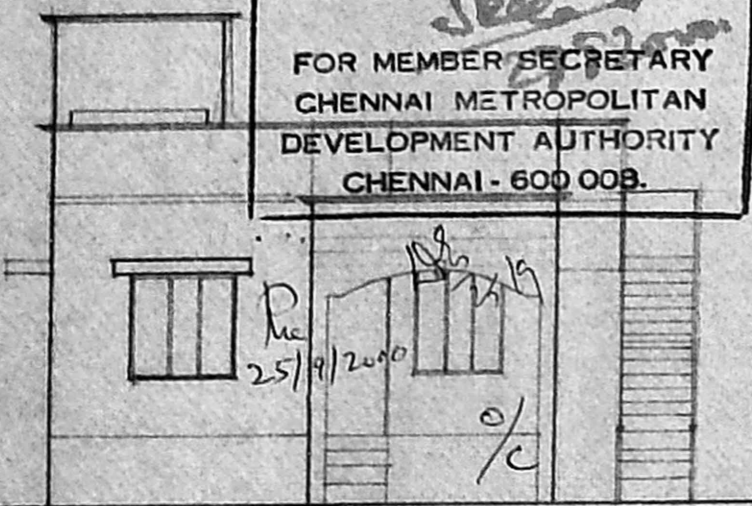 FOR MEMBER SECRETARY
CHENNAI METROPOLITAN
DEVELOPMENT AUTHORITY
CHENNAI - 600 008.
25/9/2000
O/C